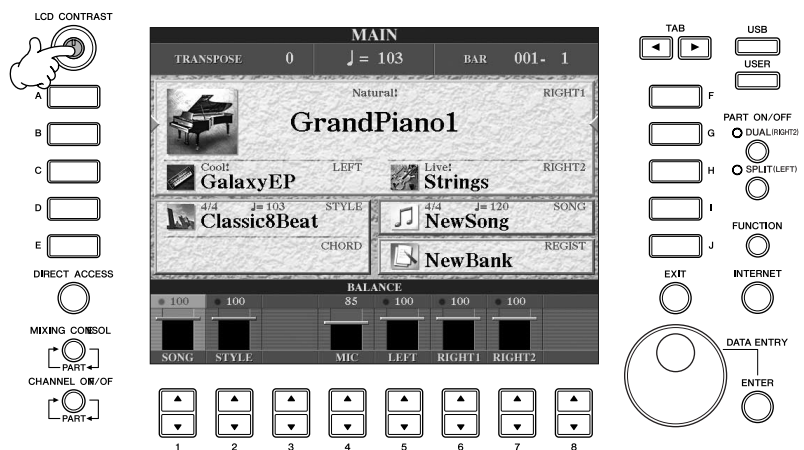 LCD CONTRAST
A
B
C
D
E
DIRECT ACCESS
MIXING CONSOL
PART
CHANNEL ON/OF
PART
MAIN
TRANSPOSE 0 ♩= 103 BAR 001- 1
Natural! RIGHT1
GrandPiano1
Cool! LEFT
GalaxyEP
Live! RIGHT2
Strings
4/4 ♩= 103 STYLE
Classic8Beat
CHORD
4/4 ♩= 120 SONG
NewSong
REGIST
NewBank
BALANCE
100 100 85 100 100 100
SONG STYLE MIC LEFT RIGHT1 RIGHT2
1 2 3 4 5 6 7 8
TAB
USB
USER
F
G
H
I
J
PART ON/OFF
DUAL(RIGHT2)
SPLIT(LEFT)
FUNCTION
EXIT
INTERNET
DATA ENTRY
ENTER